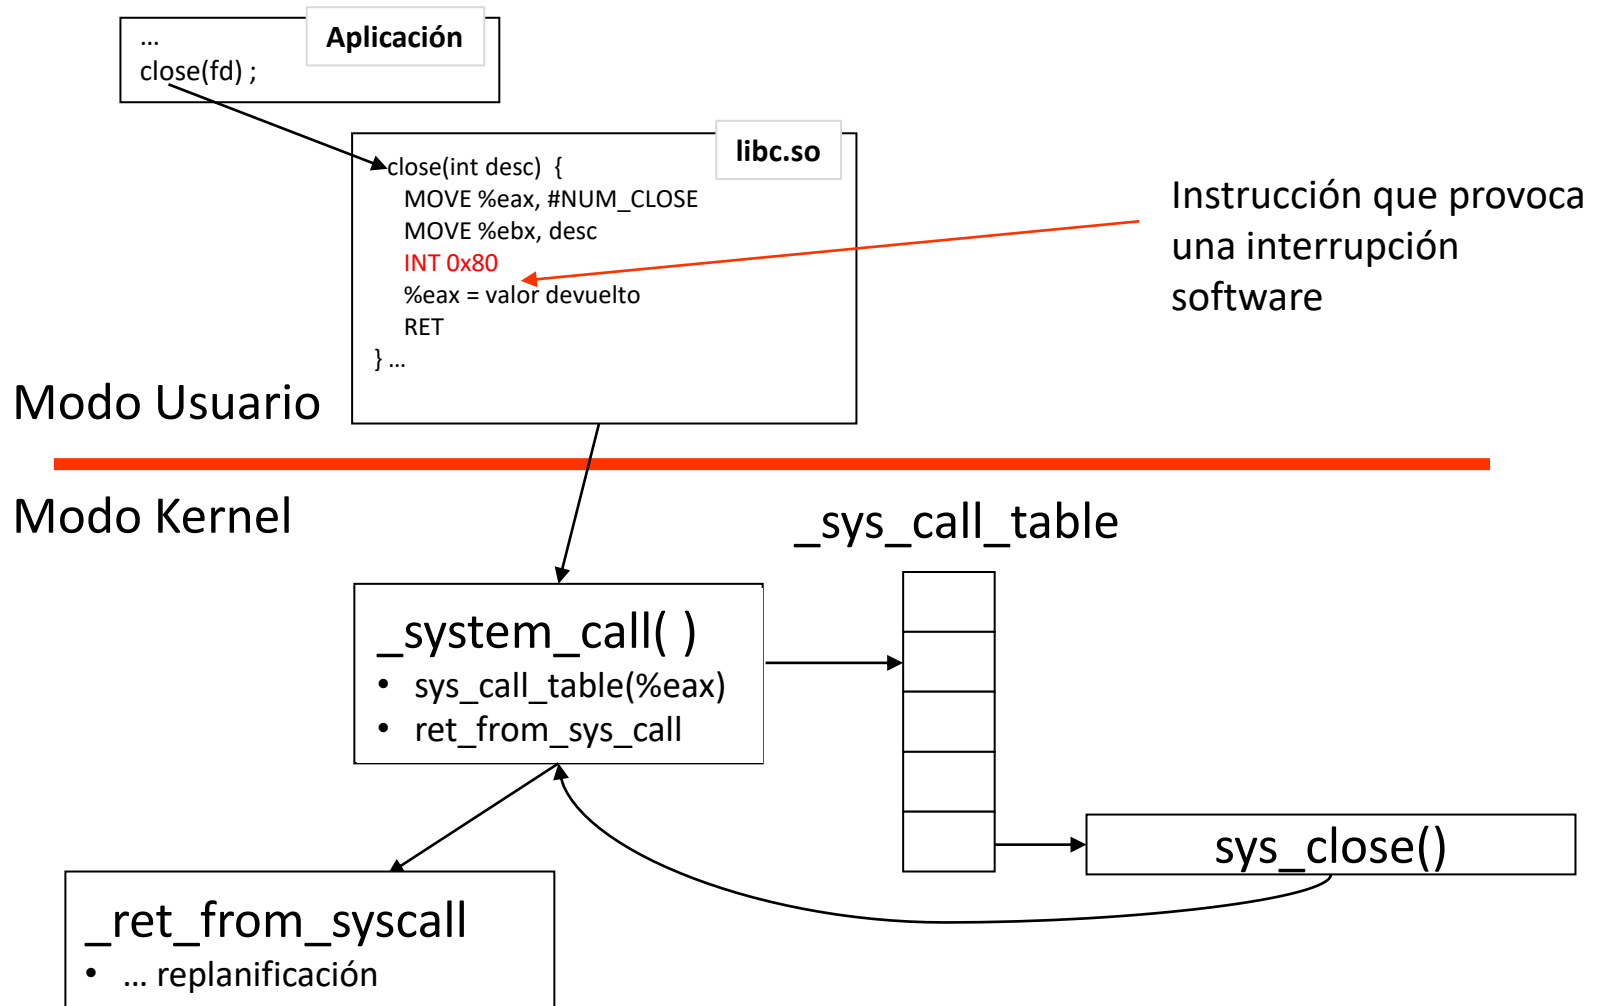 ...
Aplicación
close(fd) ;
libc.so
close(int desc) {
MOVE %eax, #NUM_CLOSE
MOVE %ebx, desc
INT 0x80
%eax = valor devuelto
RET
} ...
Instrucción que provoca
una interrupción
software
Modo Usuario
Modo Kernel
_sys_call_table
_system_call( )
• sys_call_table(%eax)
• ret_from_sys_call
sys_close()
_ret_from_syscall
• ... replanificación